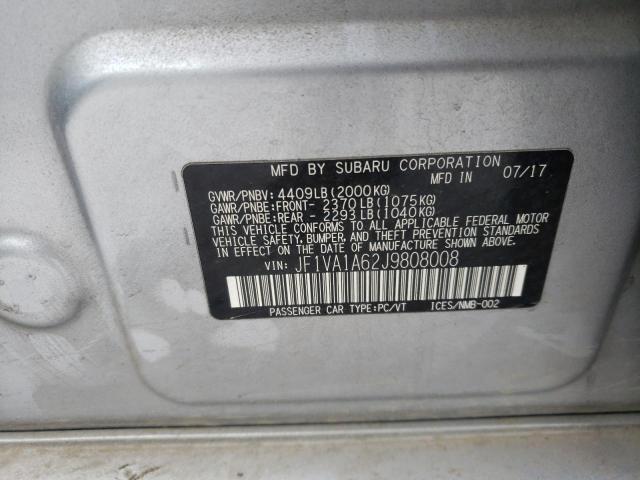 MFD BY SUBARU CORPORATION
MFD IN 07/17
GVWR/PNBV: 4409LB(2000KG)
GAWR/PNBE:FRONT- 2370LB(1075KG)
GAWR/PNBE:REAR - 2293LB(1040KG)
THIS VEHICLE CONFORMS TO ALL APPLICABLE FEDERAL MOTOR
VEHICLE SAFETY, BUMPER, AND THEFT PREVENTION STANDARDS
IN EFFECT ON THE DATE OF MANUFACTURE SHOWN ABOVE.
VIN: JF1VA1A62J9808008
PASSENGER CAR TYPE:PC/VT ICES/NMB-002